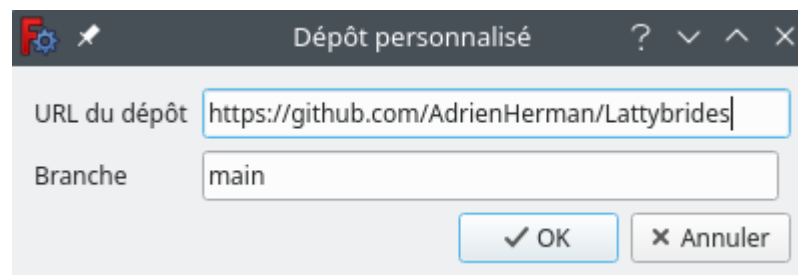 Dépôt personnalisé
URL du dépôt https://github.com/AdrienHerman/Lattybrides
Branche main
OK Annuler